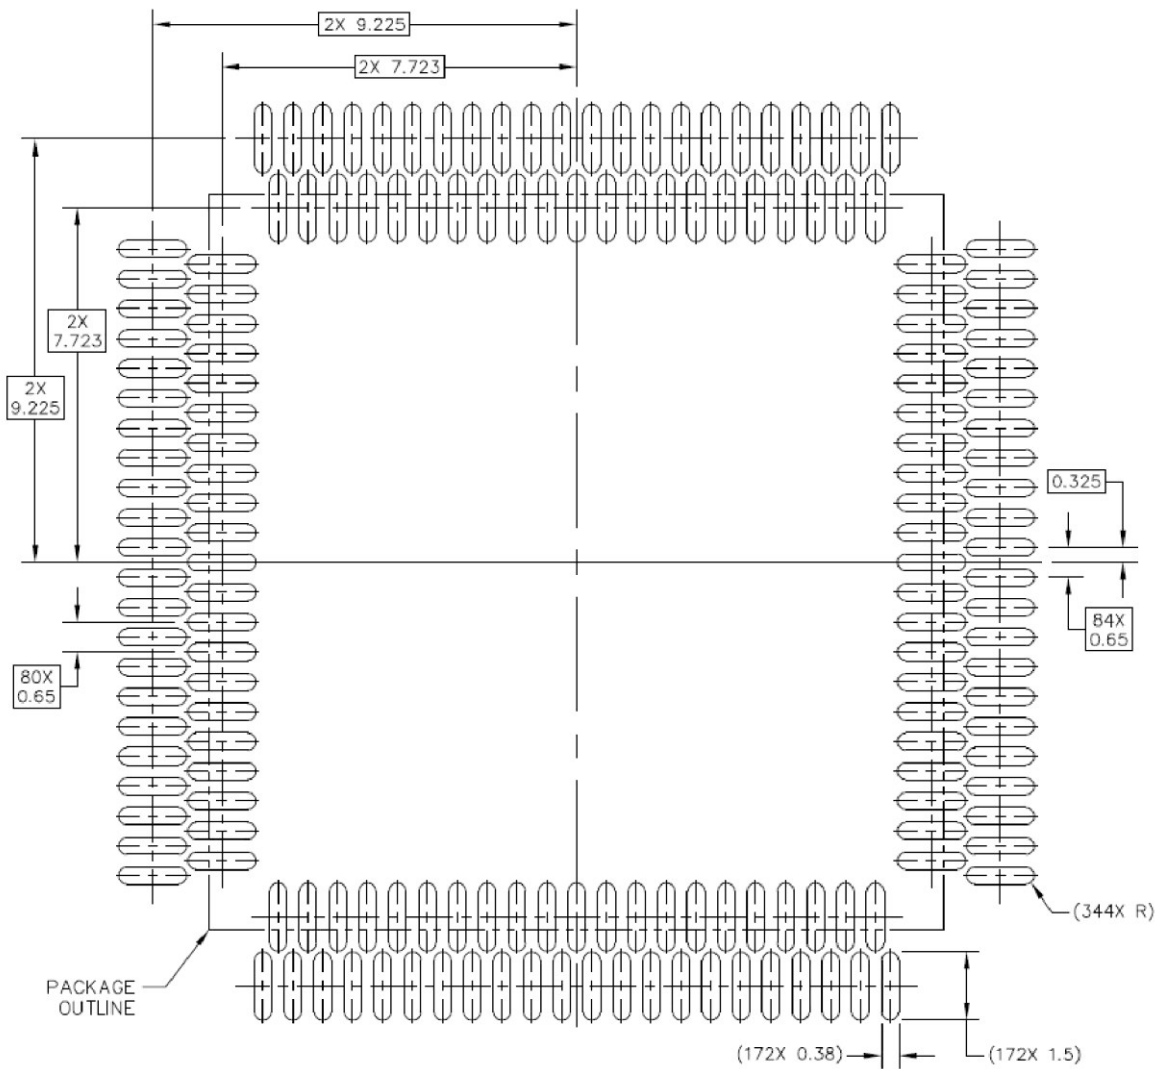 2X 9.225
2X 7.723
2X
7.723
2X
9.225
0.325
84X
0.65
80X
0.65
(344X R)
PACKAGE
OUTLINE
(172X 0.38)
(172X 1.5)